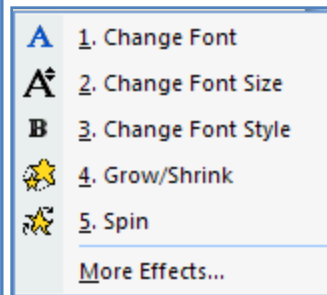 1. Change Font
2. Change Font Size
3. Change Font Style
4. Grow/Shrink
5. Spin
More Effects...